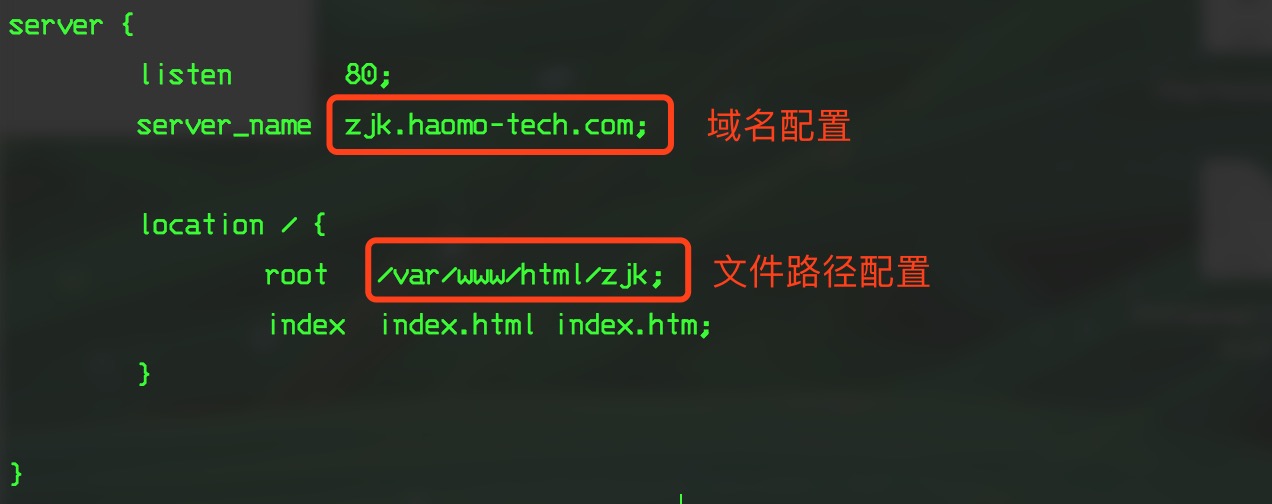 server {
listen 80;
server_name zjk.haomo-tech.com; 域名配置
location / {
root /var/www/html/zjk; 文件路径配置
index index.html index.htm;
}
}